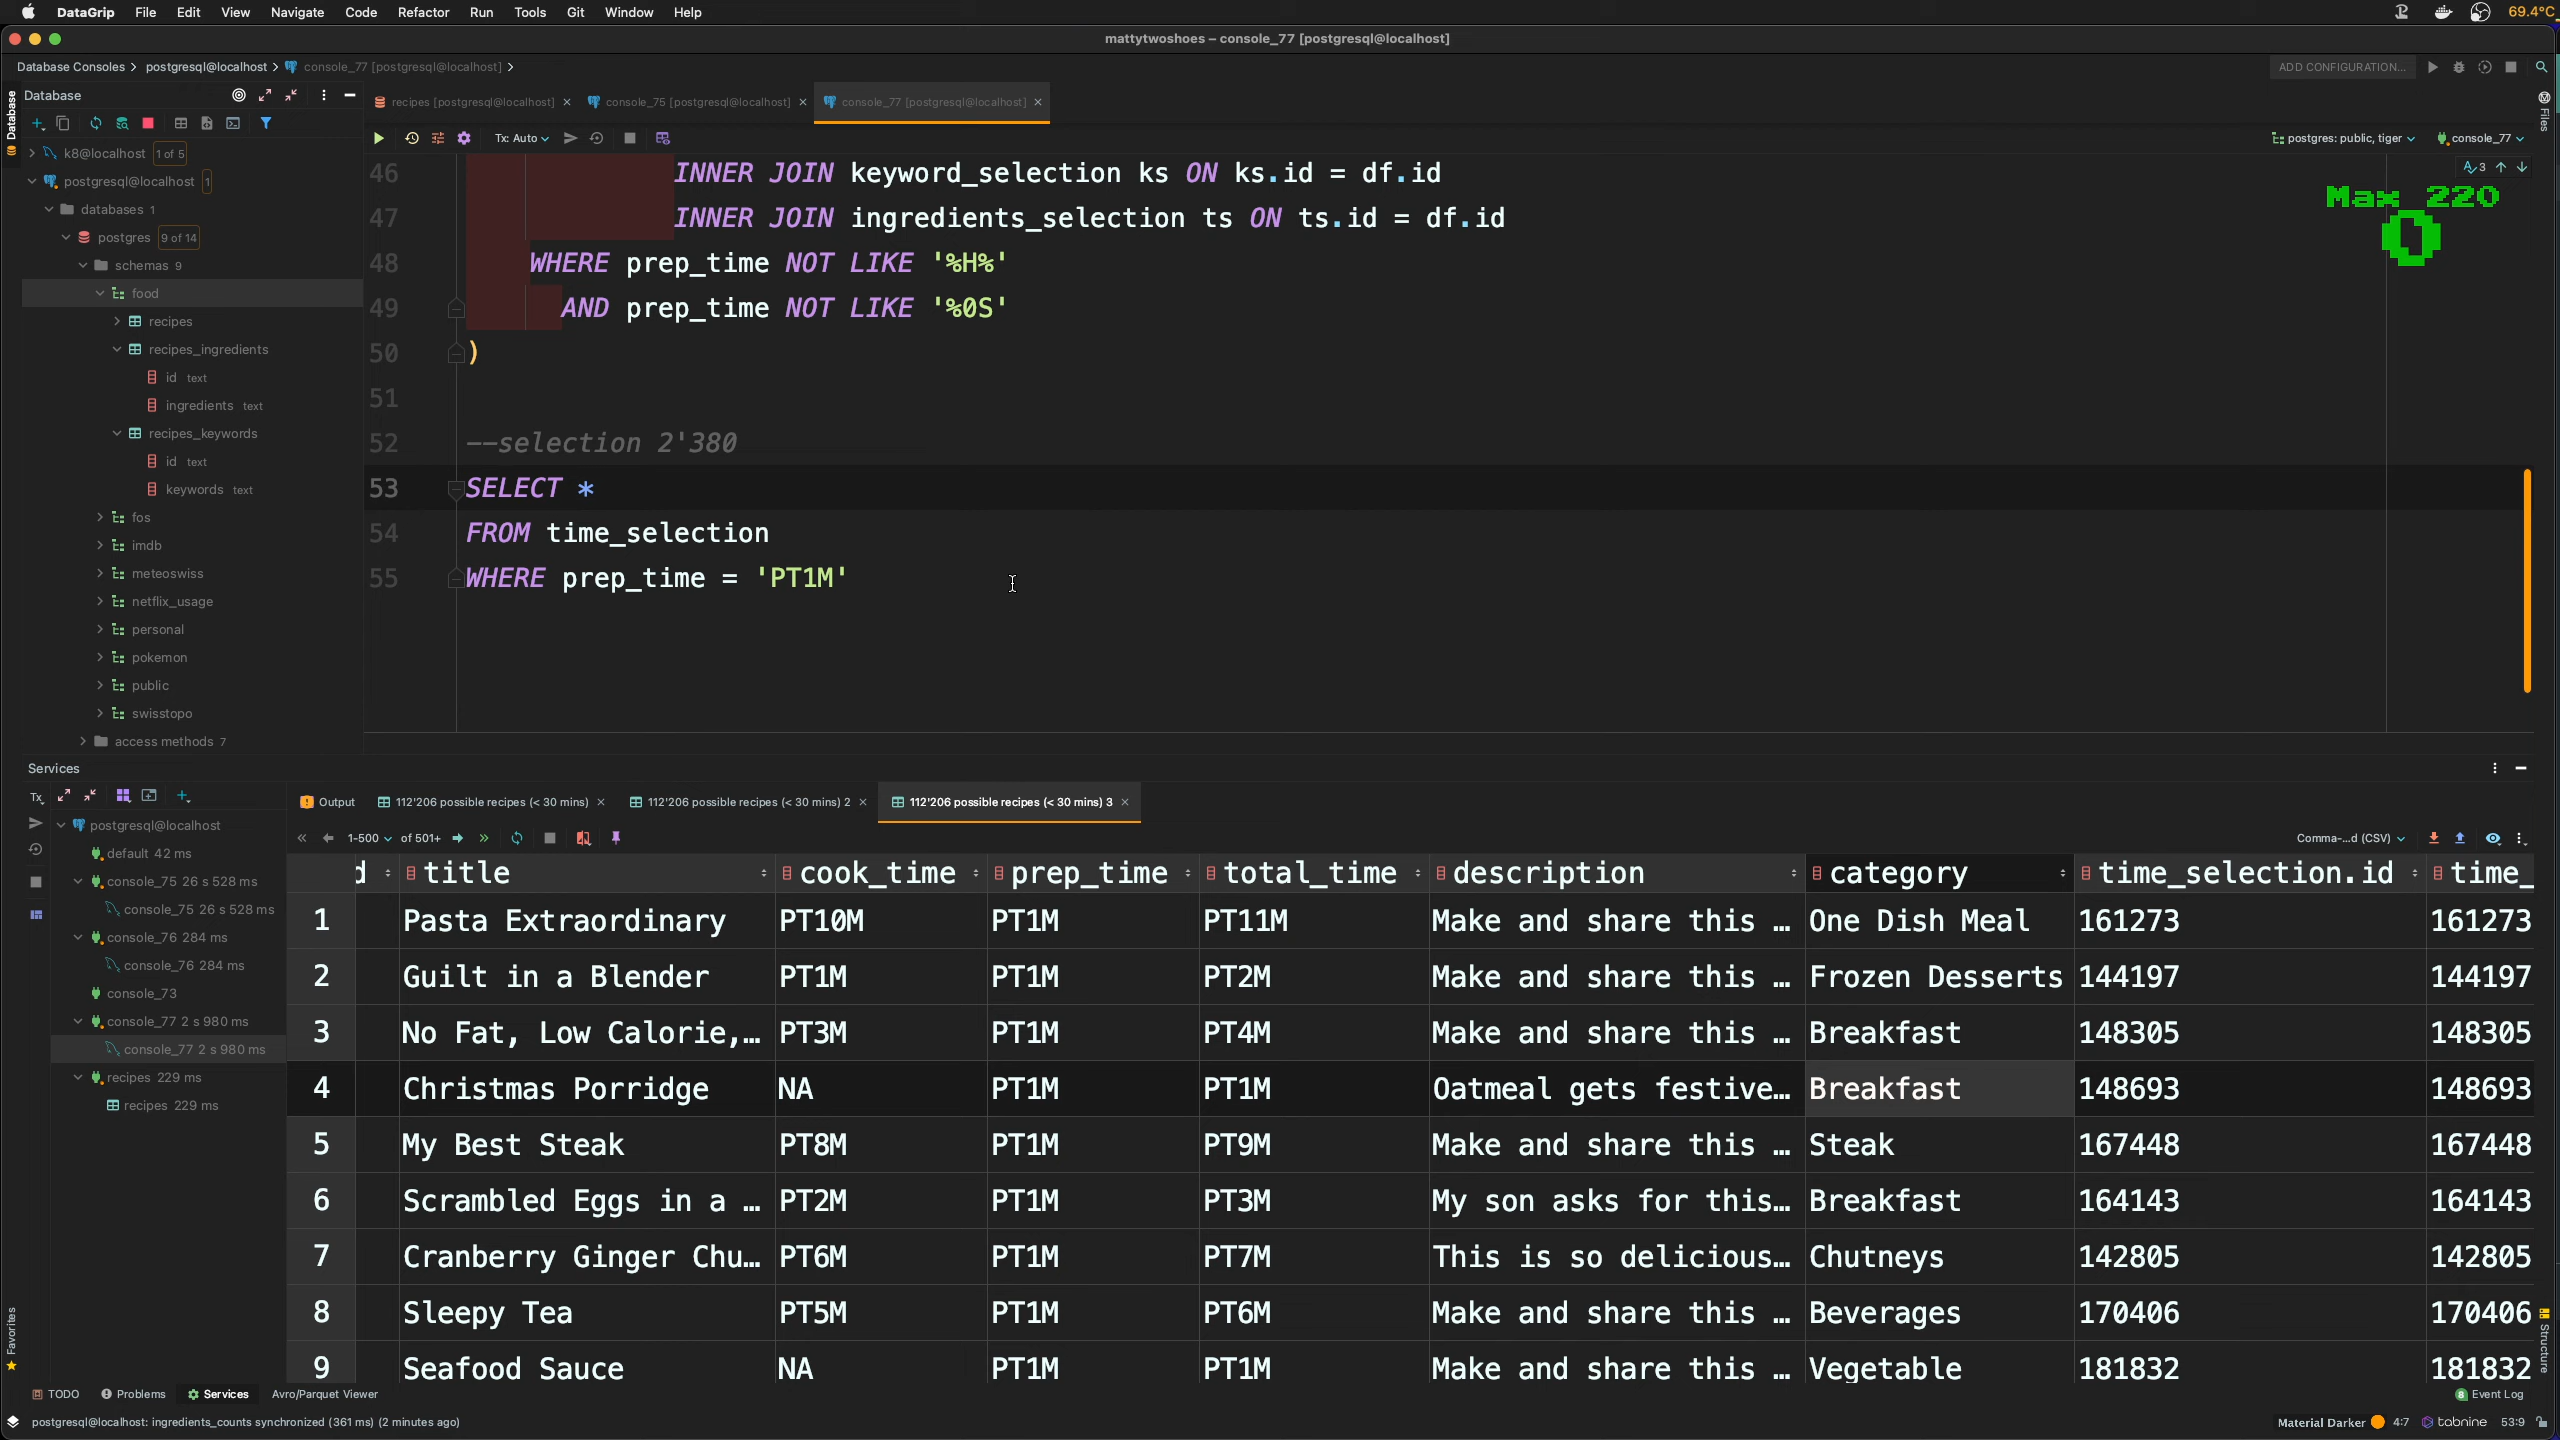 DataGrip File Edit View Navigate Code Refactor Run Tools Git Window Help
69.4°C
mattytwoshoes – console_77 [postgresql@localhost]
Database Consoles postgresql@localhost console_77 [postgresql@localhost]
ADD CONFIGURATION...
Database
Database
Files
recipes [postgresql@localhost] console_75 [postgresql@localhost] console_77 [postgresql@localhost]
Tx: Auto
postgres: public, tiger console_77
k8@localhost 1 of 5
postgresql@localhost 1
databases 1
postgres 9 of 14
schemas 9
food
recipes
recipes_ingredients
id text
ingredients text
recipes_keywords
id text
keywords text
fos
imdb
meteoswiss
netflix_usage
personal
pokemon
public
swisstopo
access methods 7
3
Max 220
0
46 INNER JOIN keyword_selection ks ON ks.id = df.id
47 INNER JOIN ingredients_selection ts ON ts.id = df.id
48 WHERE prep_time NOT LIKE '%H%'
49 AND prep_time NOT LIKE '%0S'
50 )
51
52 --selection 2'380
53 SELECT *
54 FROM time_selection
55 WHERE prep_time = 'PT1M'
Services
Tx
postgresql@localhost
default 42 ms
console_75 26 s 528 ms
console_75 26 s 528 ms
console_76 284 ms
console_76 284 ms
console_73
console_77 2 s 980 ms
console_77 2 s 980 ms
recipes 229 ms
recipes 229 ms
Output 112'206 possible recipes (< 30 mins) 112'206 possible recipes (< 30 mins) 2 112'206 possible recipes (< 30 mins) 3
1-500 of 501+
Comma-...d (CSV)
d title cook_time prep_time total_time description category time_selection.id time_
1 Pasta Extraordinary PT10M PT1M PT11M Make and share this … One Dish Meal 161273 161273
2 Guilt in a Blender PT1M PT1M PT2M Make and share this … Frozen Desserts 144197 144197
3 No Fat, Low Calorie,… PT3M PT1M PT4M Make and share this … Breakfast 148305 148305
4 Christmas Porridge NA PT1M PT1M Oatmeal gets festive… Breakfast 148693 148693
5 My Best Steak PT8M PT1M PT9M Make and share this … Steak 167448 167448
6 Scrambled Eggs in a … PT2M PT1M PT3M My son asks for this… Breakfast 164143 164143
7 Cranberry Ginger Chu… PT6M PT1M PT7M This is so delicious… Chutneys 142805 142805
8 Sleepy Tea PT5M PT1M PT6M Make and share this … Beverages 170406 170406
9 Seafood Sauce NA PT1M PT1M Make and share this … Vegetable 181832 181832
Favorites
Structure
TODO Problems Services Avro/Parquet Viewer
8 Event Log
postgresql@localhost: ingredients_counts synchronized (361 ms) (2 minutes ago)
Material Darker 4:7 tabnine 53:9